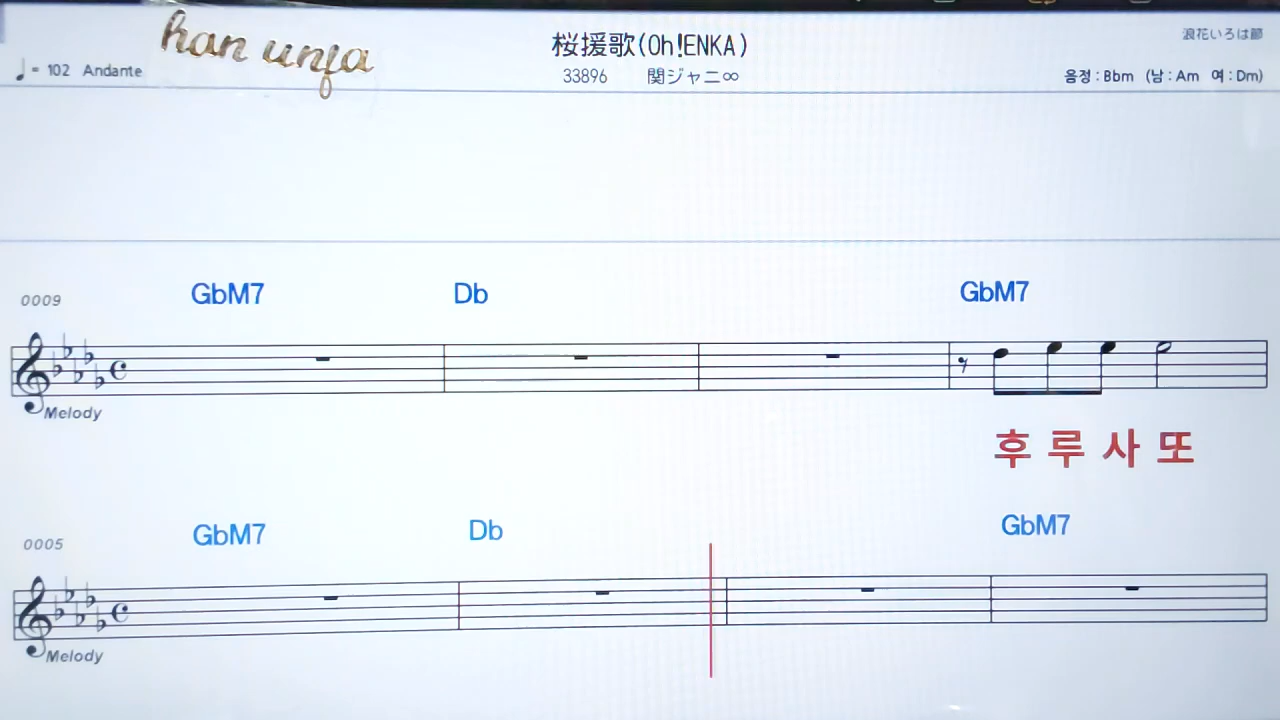 han unfa
桜援歌(Oh!ENKA)
浪花いろは節
♩= 102 Andante
33896 関ジャニ∞
음정:Bbm (남:Am 여:Dm)
0009
GbM7 Db GbM7
Melody
후 루 사 또
0005
GbM7 Db GbM7
Melody